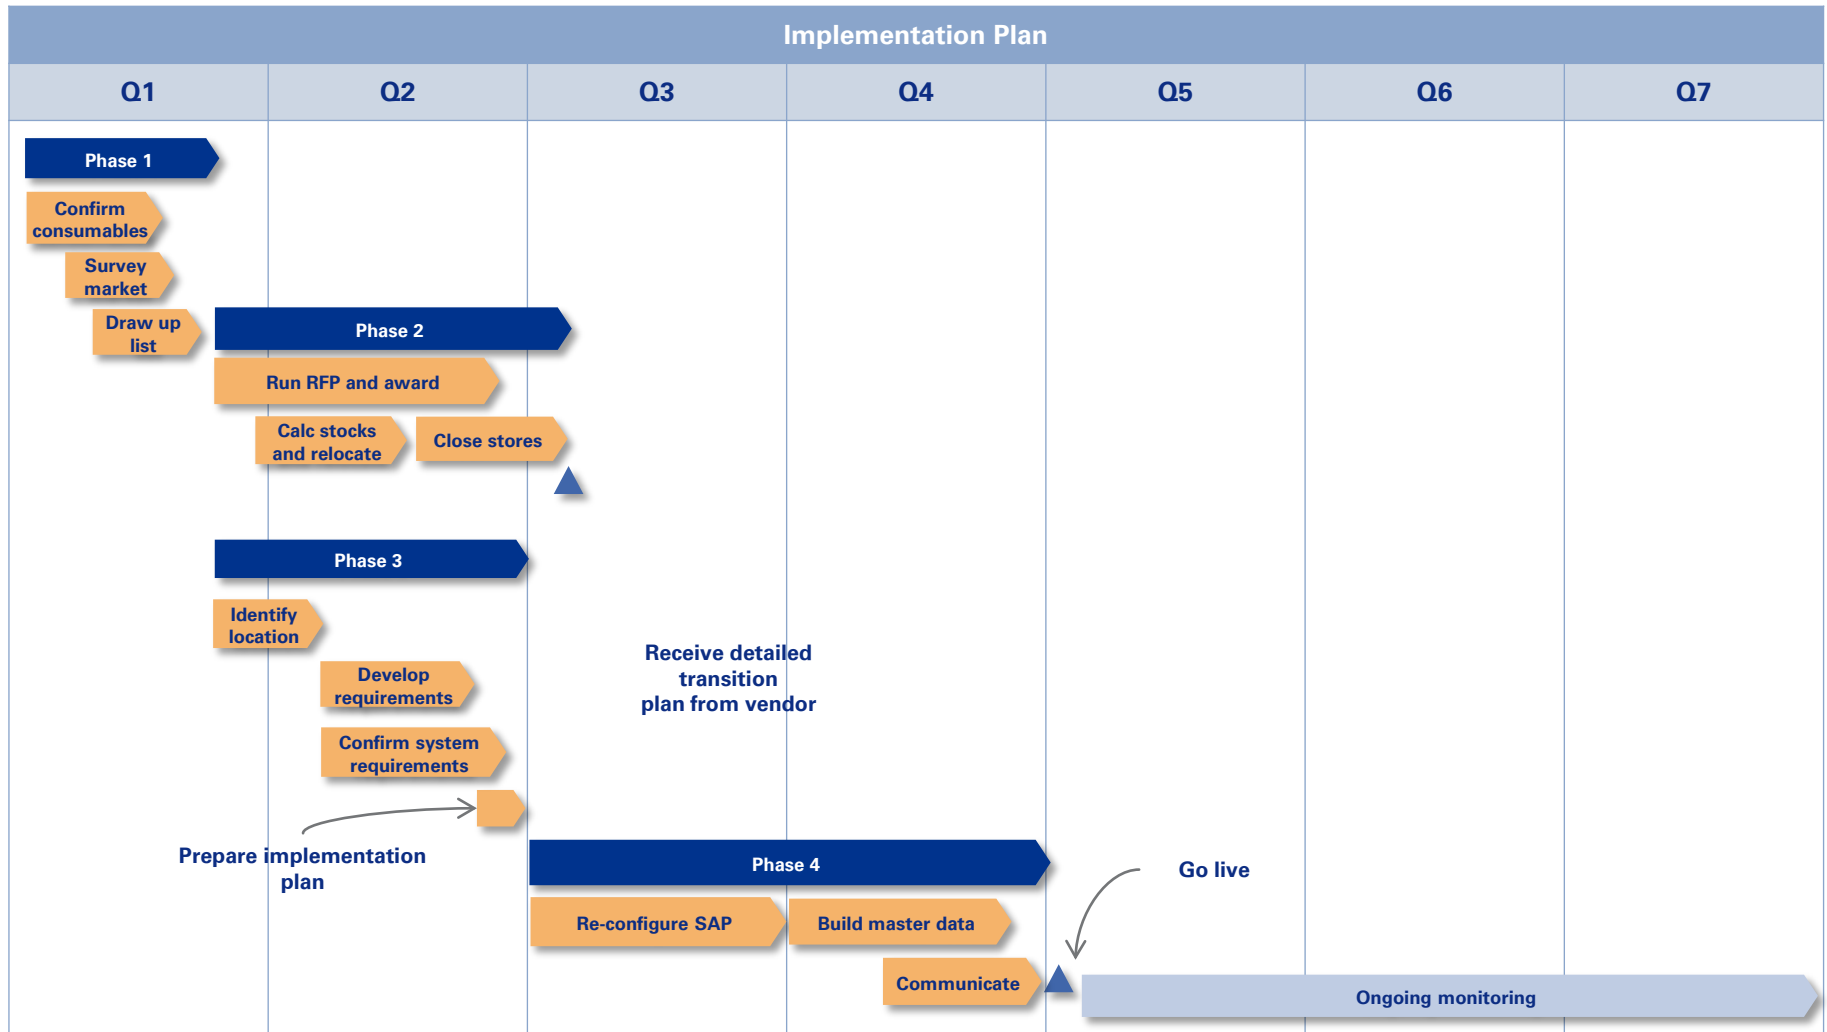 Implementation Plan
Q1 Q2 Q3 Q4 Q5 Q6 Q7
Phase 1
Confirm
consumables
Survey
market
Draw up
list
Phase 2
Run RFP and award
Calc stocks
and relocate
Close stores
Phase 3
Identify
location
Develop
requirements
Receive detailed
transition
plan from vendor
Confirm system
requirements
Prepare implementation
plan
Phase 4
Go live
Re-configure SAP
Build master data
Communicate
Ongoing monitoring